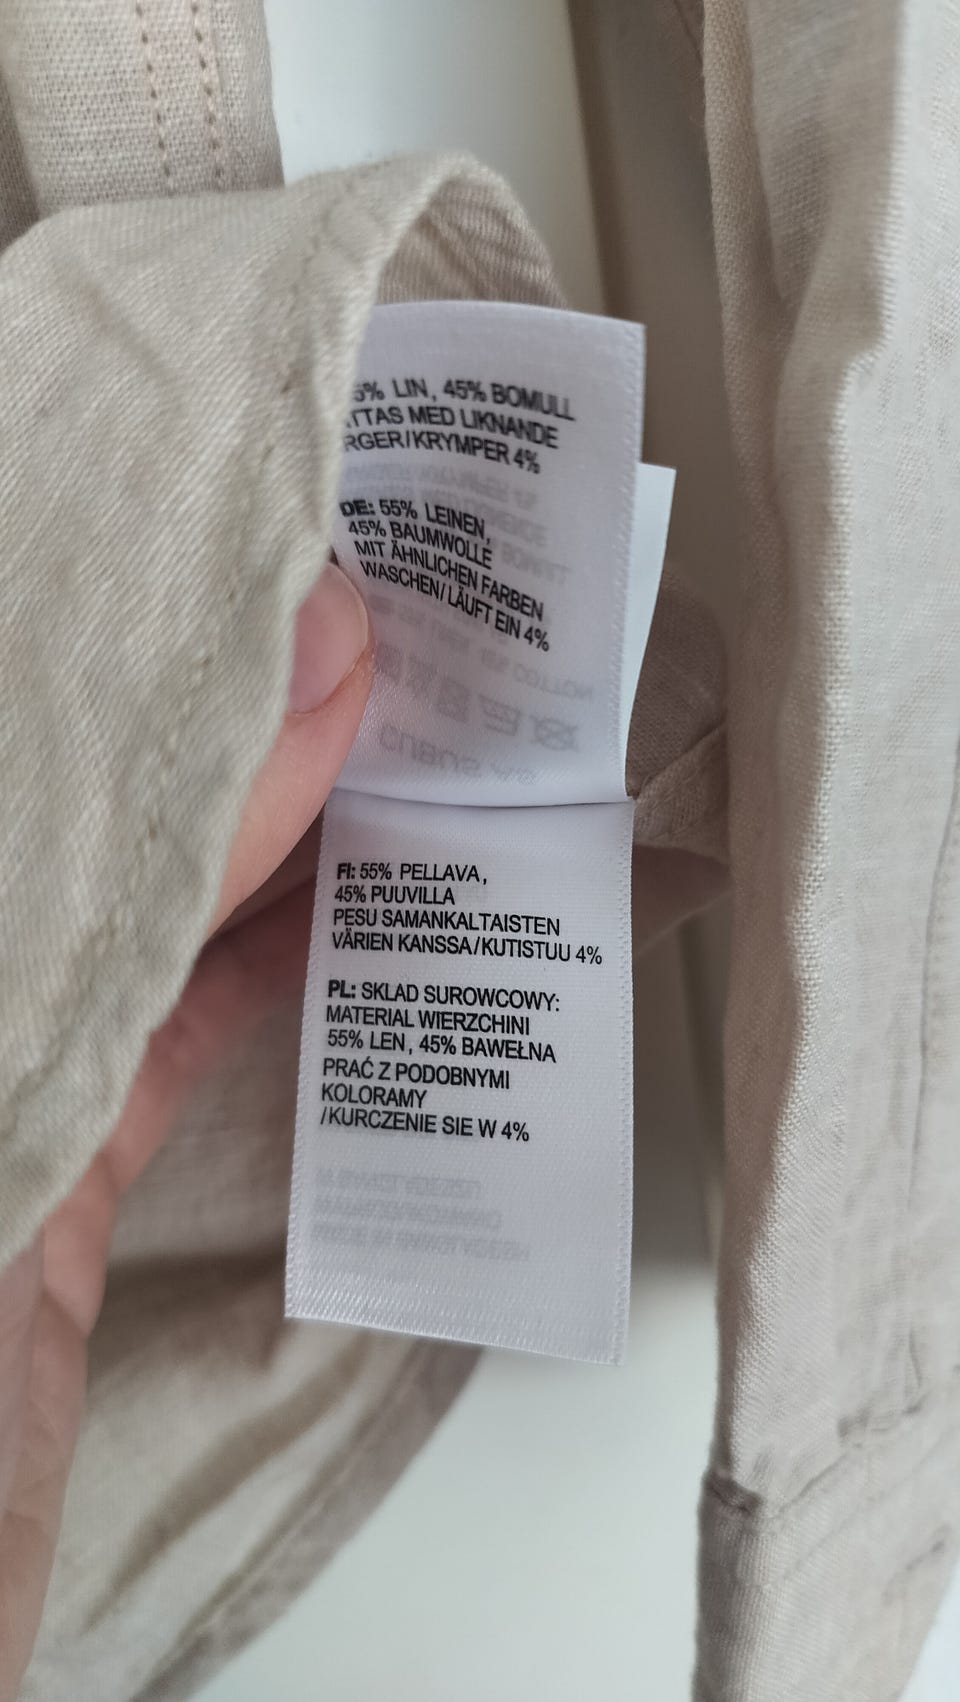 5% LIN, 45% BOMULL
TTAS MED LIKNANDE
RGER/KRYMPER 4%
DE: 55% LEINEN,
45% BAUMWOLLE
MIT ÄHNLICHEN FARBEN
WASCHEN/LÄUFT EIN 4%
FI: 55% PELLAVA,
45% PUUVILLA
PESU SAMANKALTAISTEN
VÄRIEN KANSSA/KUTISTUU 4%
PL: SKLAD SUROWCOWY:
MATERIAL WIERZCHINI
55% LEN, 45% BAWEŁNA
PRAĆ Z PODOBNYMI
KOLORAMY
/KURCZENIE SIE W 4%